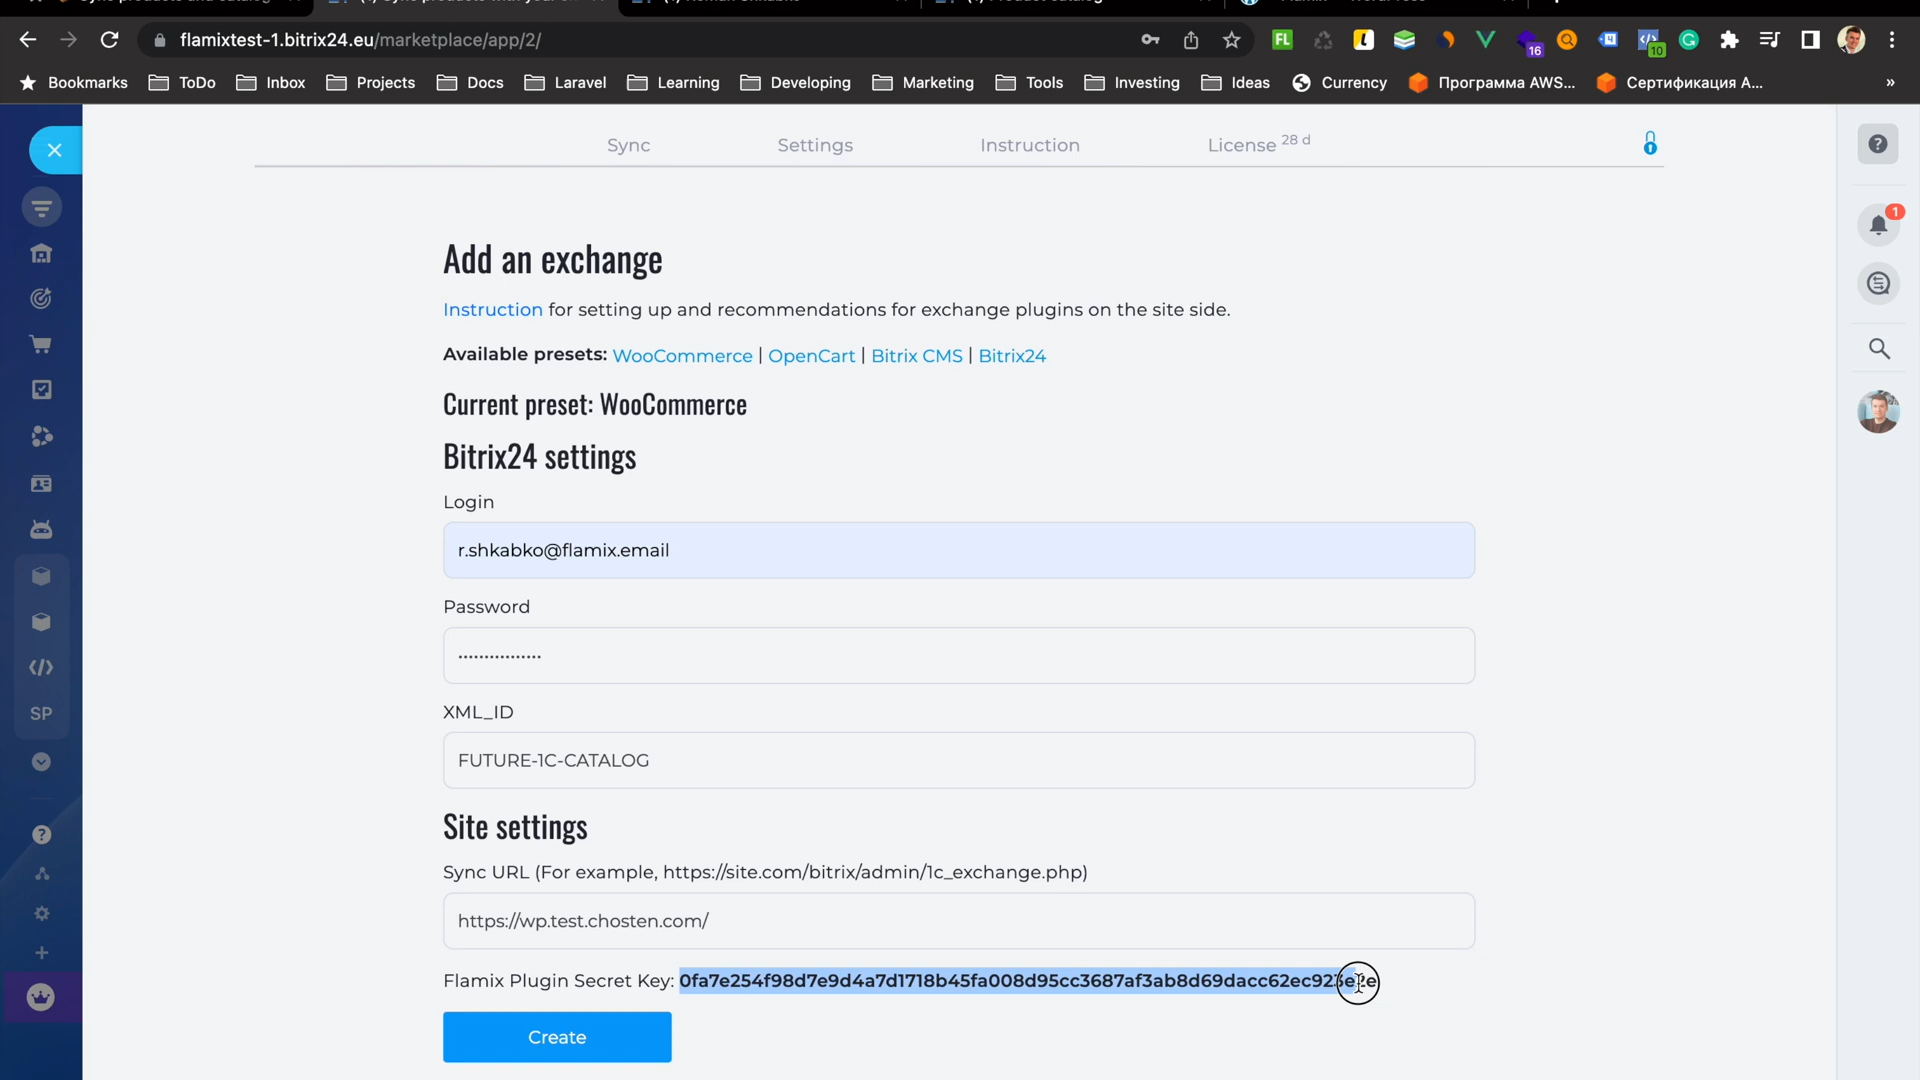 flamixtest-1.bitrix24.eu/marketplace/app/2/
FL
16
10
Bookmarks ToDo Inbox Projects Docs Laravel Learning Developing Marketing Tools Investing Ideas Currency Программа AWS... Сертификация А... »
Sync Settings Instruction License 28 d
1
Add an exchange
Instruction for setting up and recommendations for exchange plugins on the site side.
Available presets: WooCommerce | OpenCart | Bitrix CMS | Bitrix24
Current preset: WooCommerce
Bitrix24 settings
Login
r.shkabko@flamix.email
Password
XML_ID
FUTURE-1C-CATALOG
SP
Site settings
Sync URL (For example, https://site.com/bitrix/admin/1c_exchange.php)
https://wp.test.chosten.com/
Flamix Plugin Secret Key:
Create